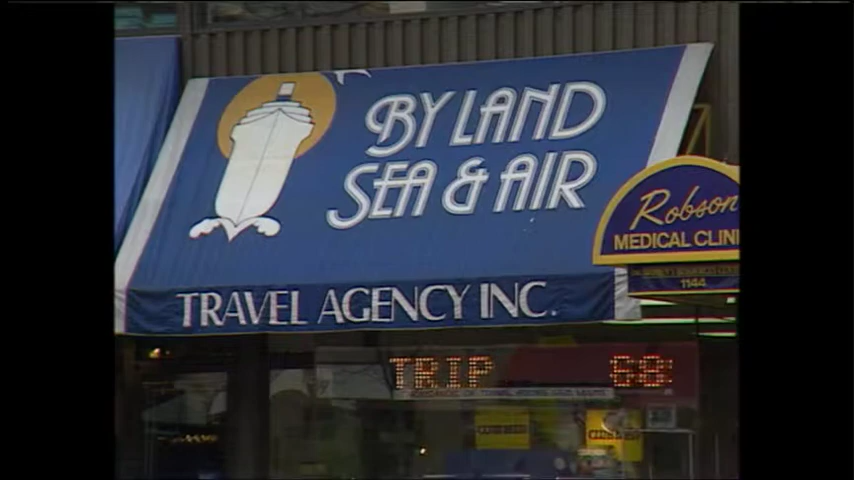 BY LAND
SEA & AIR
TRAVEL AGENCY INC.
Robson
MEDICAL CLINI
1144
TRIP 68